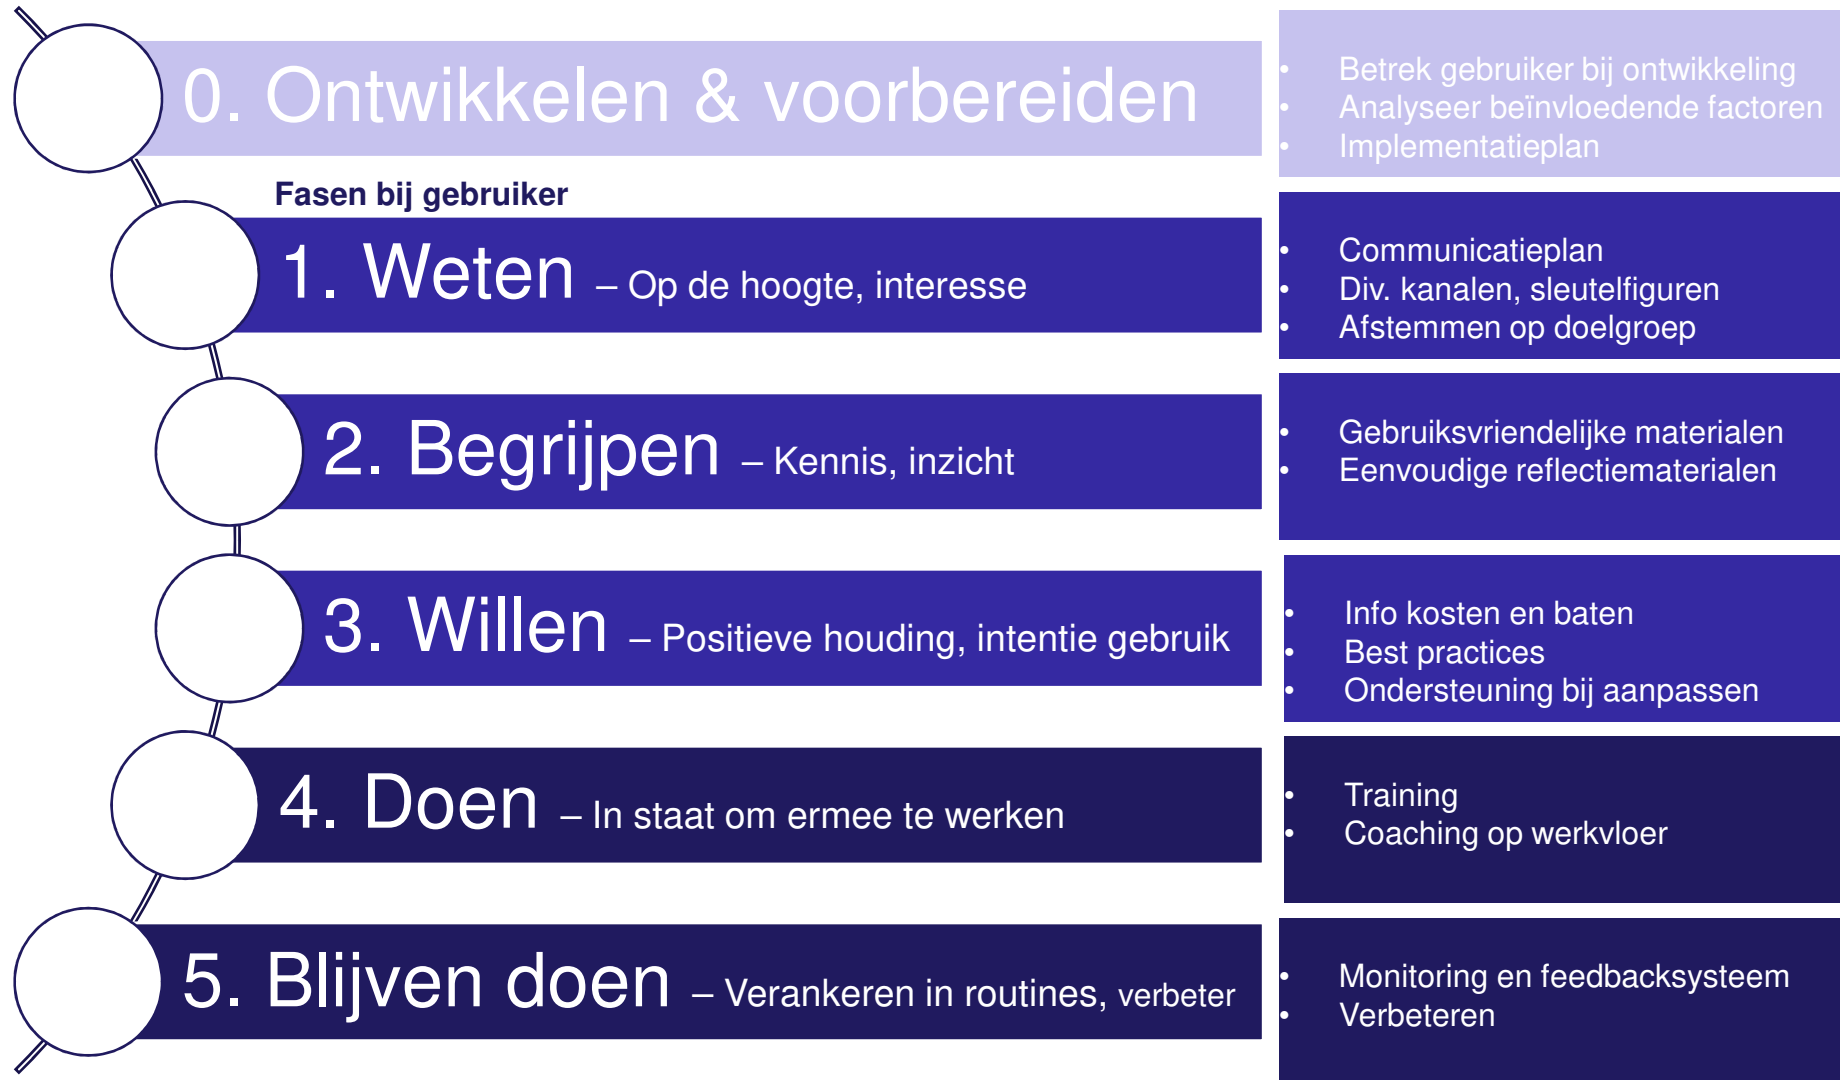 0. Ontwikkelen & voorbereiden
• Betrek gebruiker bij ontwikkeling
• Analyseer beïnvloedende factoren
• Implementatieplan
Fasen bij gebruiker
1. Weten – Op de hoogte, interesse
• Communicatieplan
• Div. kanalen, sleutelfiguren
• Afstemmen op doelgroep
2. Begrijpen – Kennis, inzicht
• Gebruiksvriendelijke materialen
• Eenvoudige reflectiematerialen
3. Willen – Positieve houding, intentie gebruik
• Info kosten en baten
• Best practices
• Ondersteuning bij aanpassen
4. Doen – In staat om ermee te werken
• Training
• Coaching op werkvloer
5. Blijven doen – Verankeren in routines, verbeter
• Monitoring en feedbacksysteem
• Verbeteren